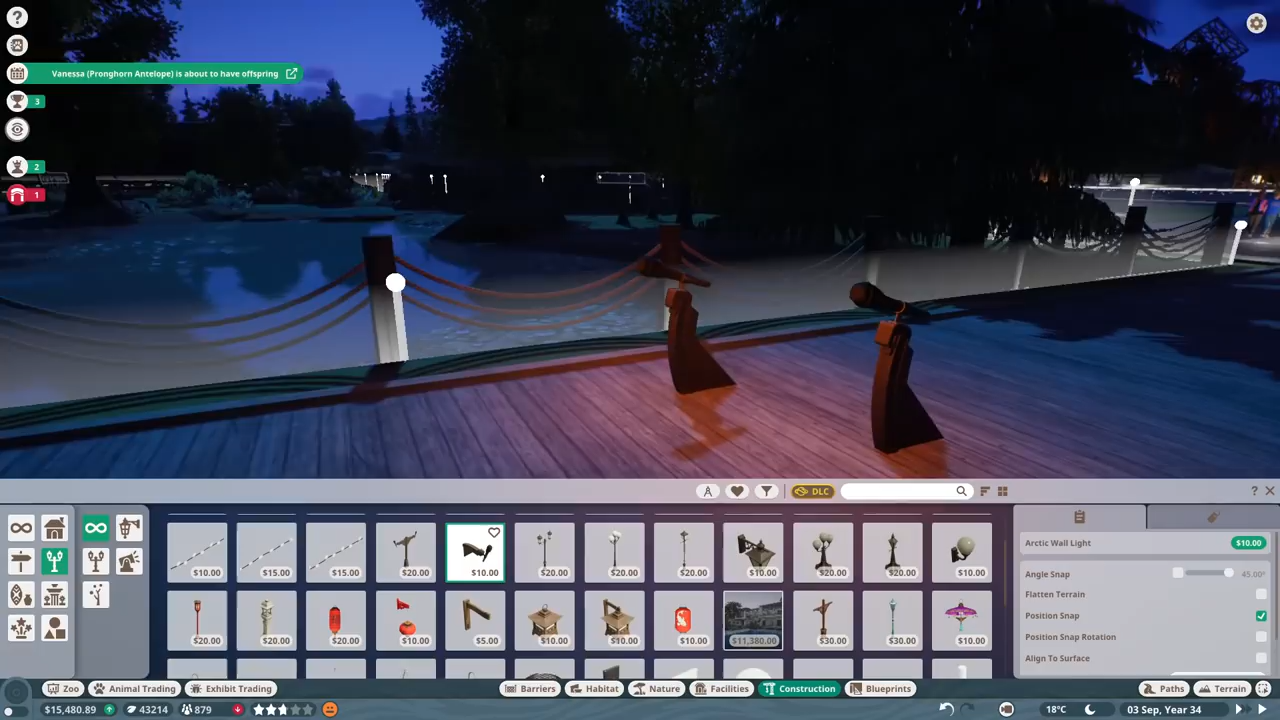 ?
Vanessa (Pronghorn Antelope) is about to have offspring
3
2
1
DLC
? ×
$10.00 $15.00 $15.00 $20.00 $10.00 $20.00 $20.00 $20.00 $10.00 $20.00 $20.00 $10.00
$20.00 $20.00 $20.00 $10.00 $5.00 $10.00 $10.00 $10.00 $11,380.00 $30.00 $30.00 $10.00
Arctic Wall Light $10.00
Angle Snap 45.00°
Flatten Terrain
Position Snap
Position Snap Rotation
Align To Surface
Zoo Animal Trading Exhibit Trading Barriers Habitat Nature Facilities Construction Blueprints Paths Terrain
$15,480.89 43214 879 18°C 03 Sep, Year 34